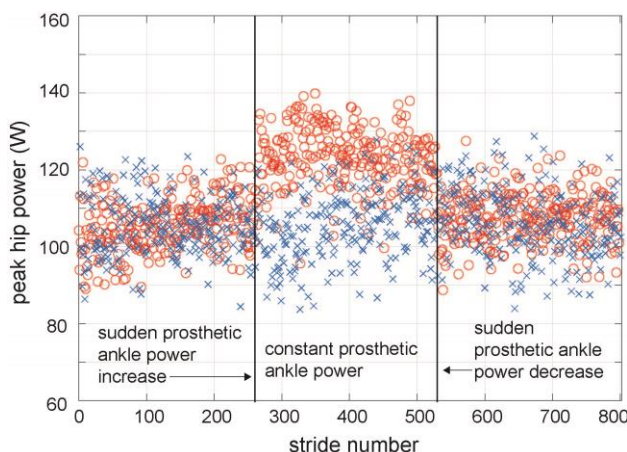 160
140
120
100
80
60
peak hip power (W)
sudden prosthetic
ankle power
increase
constant prosthetic
ankle power
sudden
prosthetic ankle
power decrease
0 100 200 300 400 500 600 700 800
stride number